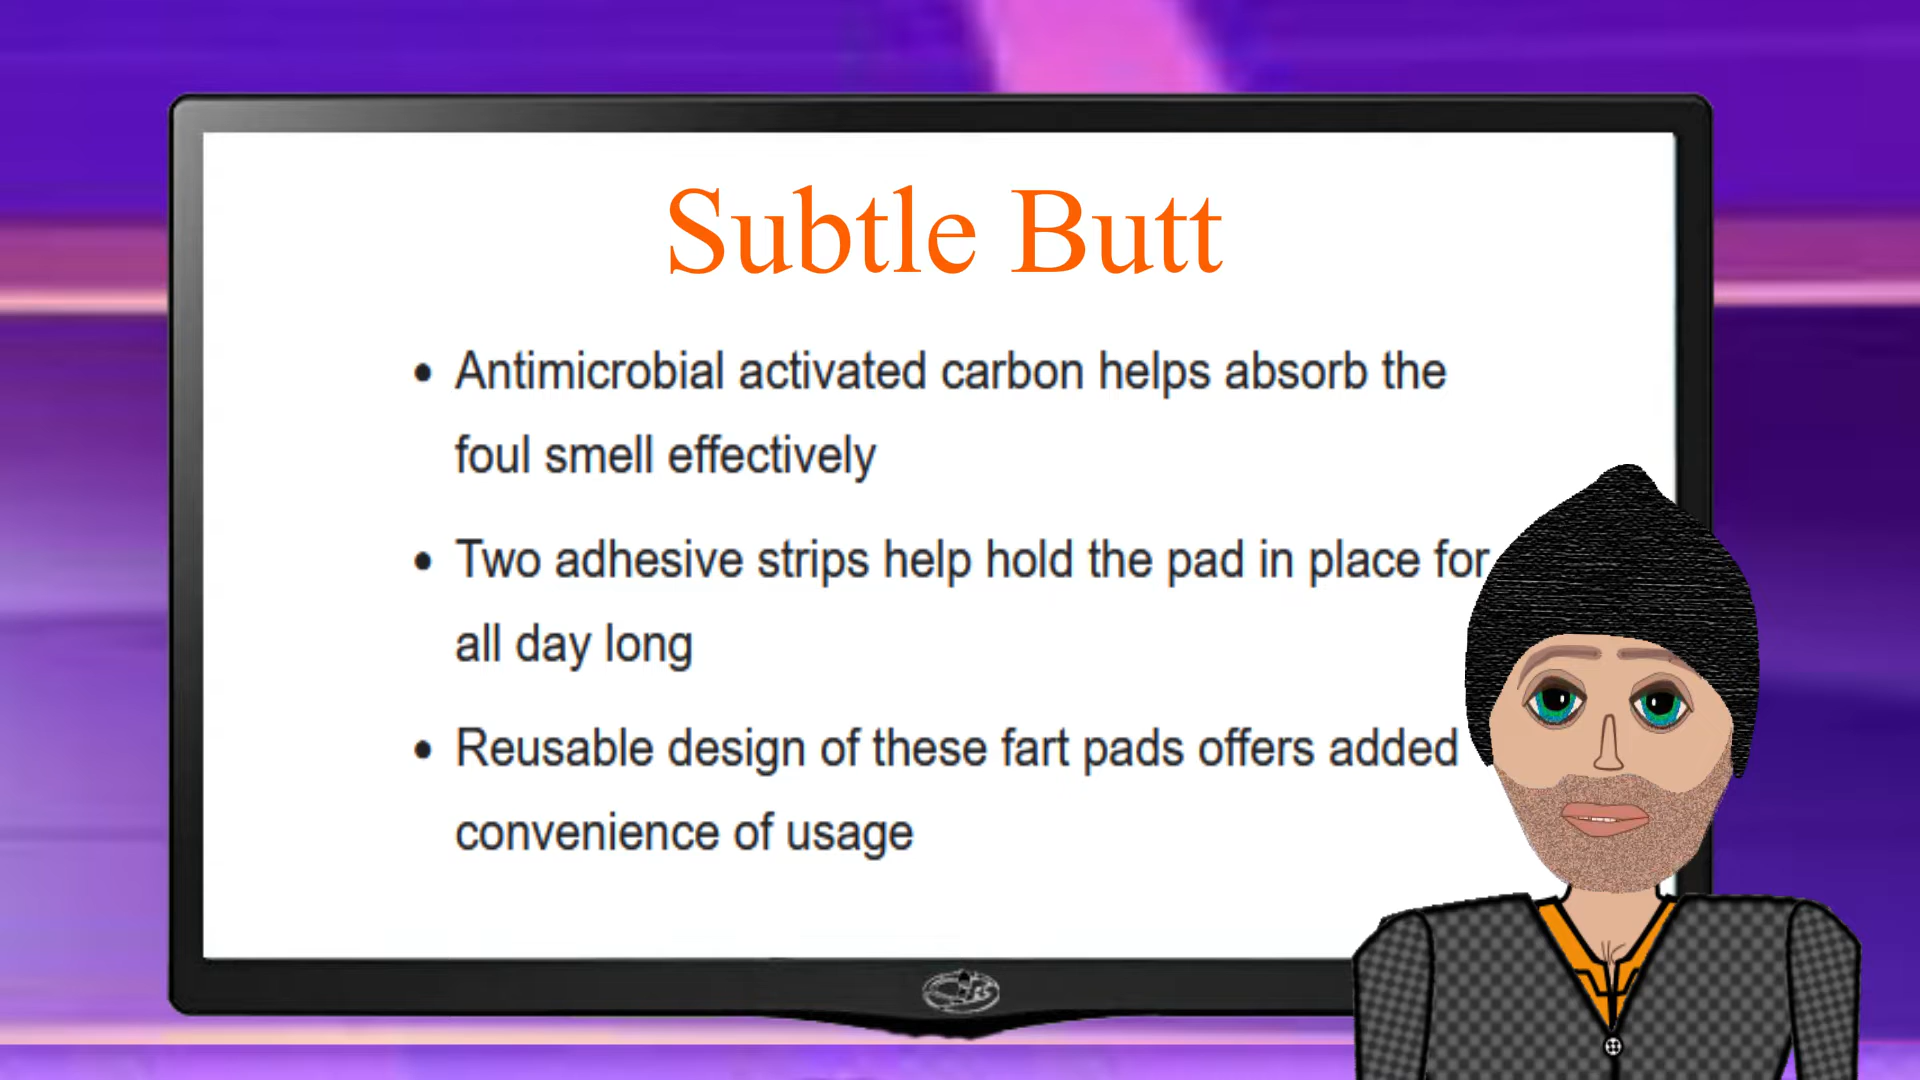 Subtle Butt
• Antimicrobial activated carbon helps absorb the
foul smell effectively
• Two adhesive strips help hold the pad in place for
all day long
• Reusable design of these fart pads offers added
convenience of usage